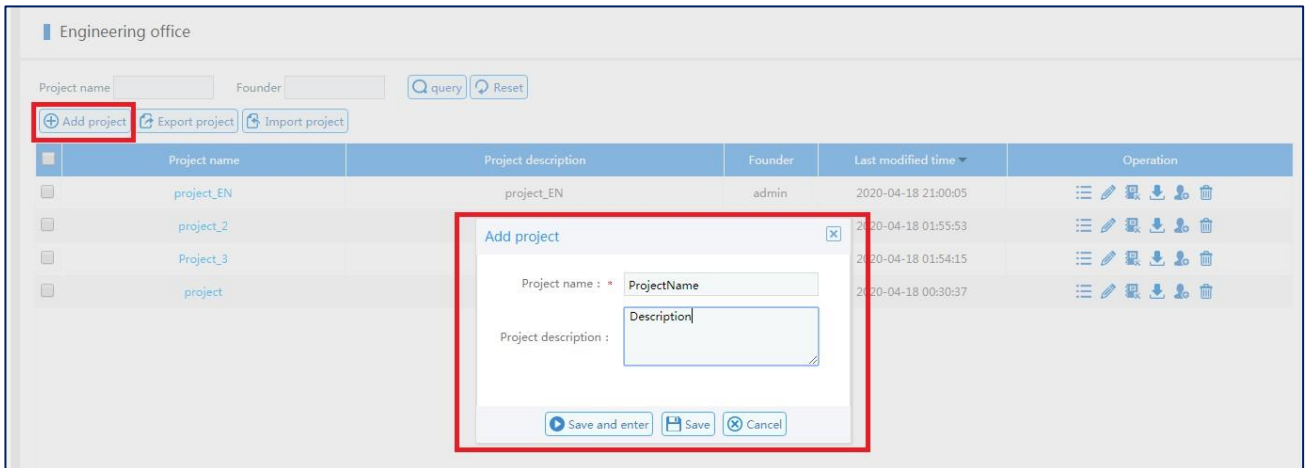 Engineering office
Project name Founder query Reset
Add project Export project Import project
Project name Project description Founder Last modified time Operation
project_EN project_EN admin 2020-04-18 21:00:05
project_2 2020-04-18 01:55:53
Project_3 2020-04-18 01:54:15
project 2020-04-18 00:30:37
Add project
Project name : * ProjectName
Project description : Description
Save and enter Save Cancel